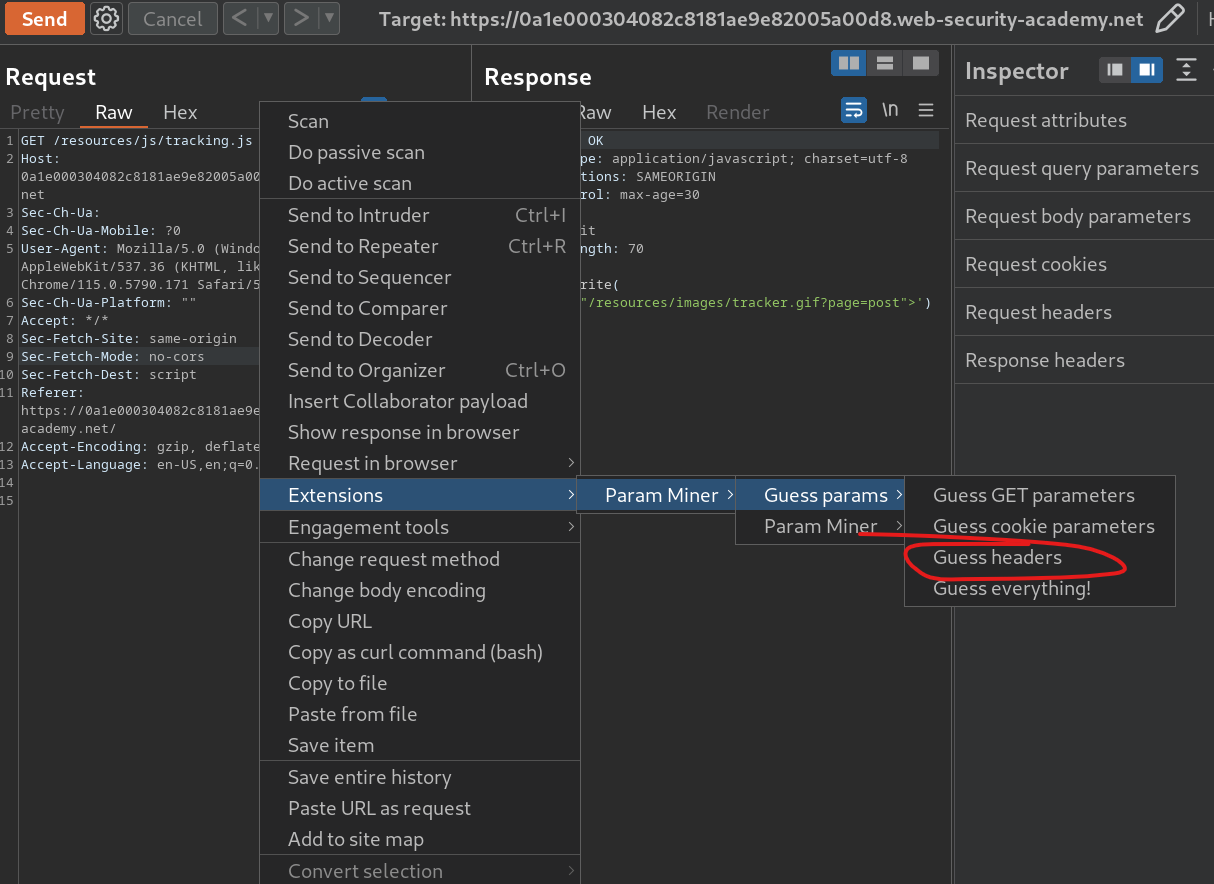 Send
Cancel
Target: https://0a1e000304082c8181ae9e82005a00d8.web-security-academy.net
Request
Pretty Raw Hex
1 GET /resources/js/tracking.js
2 Host:
0a1e000304082c8181ae9e82005a00
net
3 Sec-Ch-Ua:
4 Sec-Ch-Ua-Mobile: ?0
5 User-Agent: Mozilla/5.0 (Windo
AppleWebKit/537.36 (KHTML, lik
Chrome/115.0.5790.171 Safari/5
6 Sec-Ch-Ua-Platform: ""
7 Accept: */*
8 Sec-Fetch-Site: same-origin
9 Sec-Fetch-Mode: no-cors
10 Sec-Fetch-Dest: script
11 Referer:
https://0a1e000304082c8181ae9e
academy.net/
12 Accept-Encoding: gzip, deflate
13 Accept-Language: en-US,en;q=0.
14
15
Scan
Do passive scan
Do active scan
Send to Intruder Ctrl+I
Send to Repeater Ctrl+R
Send to Sequencer
Send to Comparer
Send to Decoder
Send to Organizer Ctrl+O
Insert Collaborator payload
Show response in browser
Request in browser
Extensions
Engagement tools
Change request method
Change body encoding
Copy URL
Copy as curl command (bash)
Copy to file
Paste from file
Save item
Save entire history
Paste URL as request
Add to site map
Convert selection
Param Miner
Guess params
Param Miner
Guess GET parameters
Guess cookie parameters
Guess headers
Guess everything!
Response
Raw Hex Render
\n
OK
pe: application/javascript; charset=utf-8
tions: SAMEORIGIN
rol: max-age=30
it
ngth: 70
rite(
"/resources/images/tracker.gif?page=post">')
Inspector
Request attributes
Request query parameters
Request body parameters
Request cookies
Request headers
Response headers